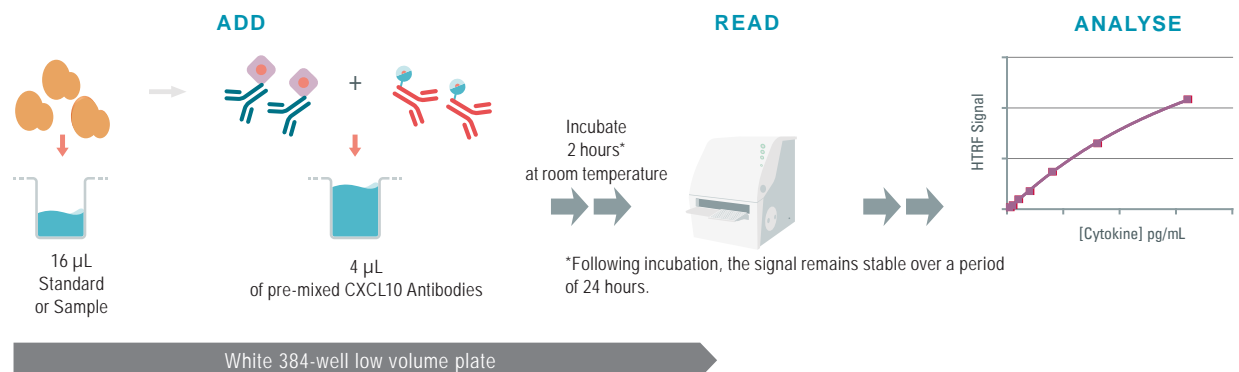 ADD
READ
ANALYSE
+
Incubate
2 hours*
at room temperature
HTRF Signal
[Cytokine] pg/mL
16 µL
Standard
or Sample
4 µL
of pre-mixed CXCL10 Antibodies
*Following incubation, the signal remains stable over a period
of 24 hours.
White 384-well low volume plate